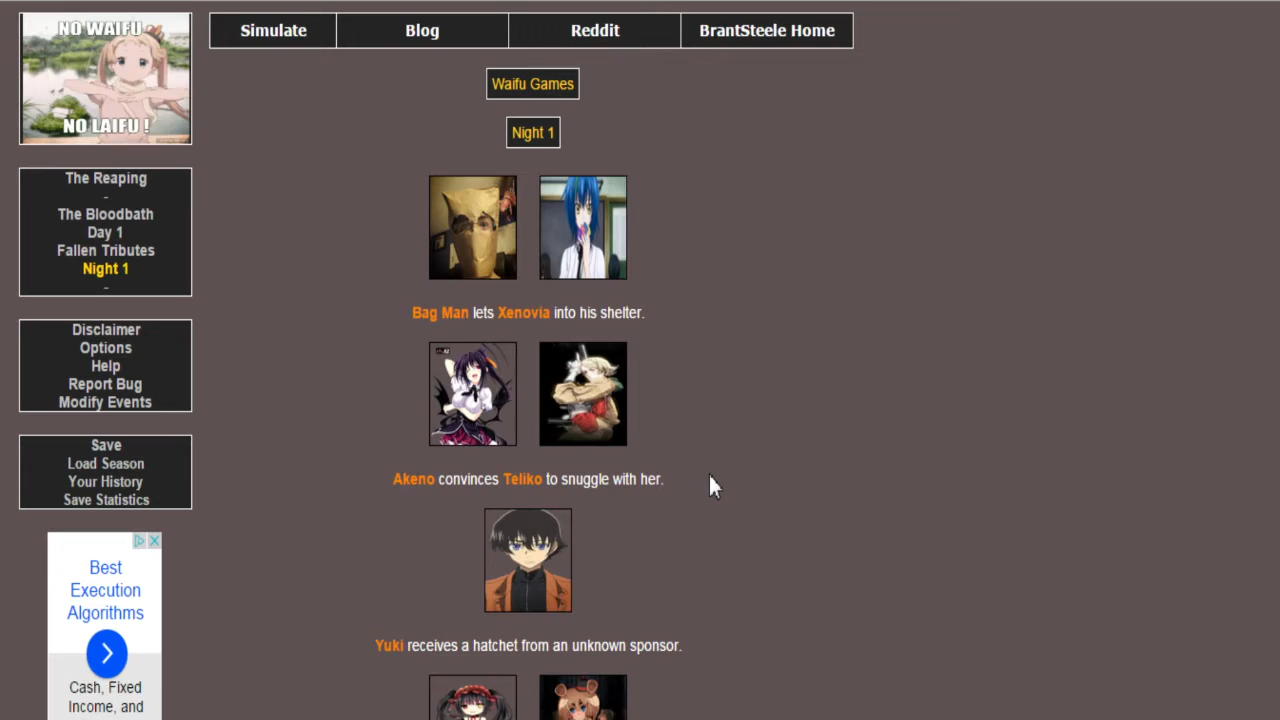 NO WAIFU
NO LAIFU !
Simulate
Blog
Reddit
BrantSteele Home
Waifu Games
Night 1
The Reaping
-
The Bloodbath
Day 1
Fallen Tributes
Night 1
-
Disclaimer
Options
Help
Report Bug
Modify Events
Save
Load Season
Your History
Save Statistics
Best
Execution
Algorithms
Cash, Fixed
Income, and
Bag Man lets Xenovia into his shelter.
Akeno convinces Teliko to snuggle with her.
Yuki receives a hatchet from an unknown sponsor.